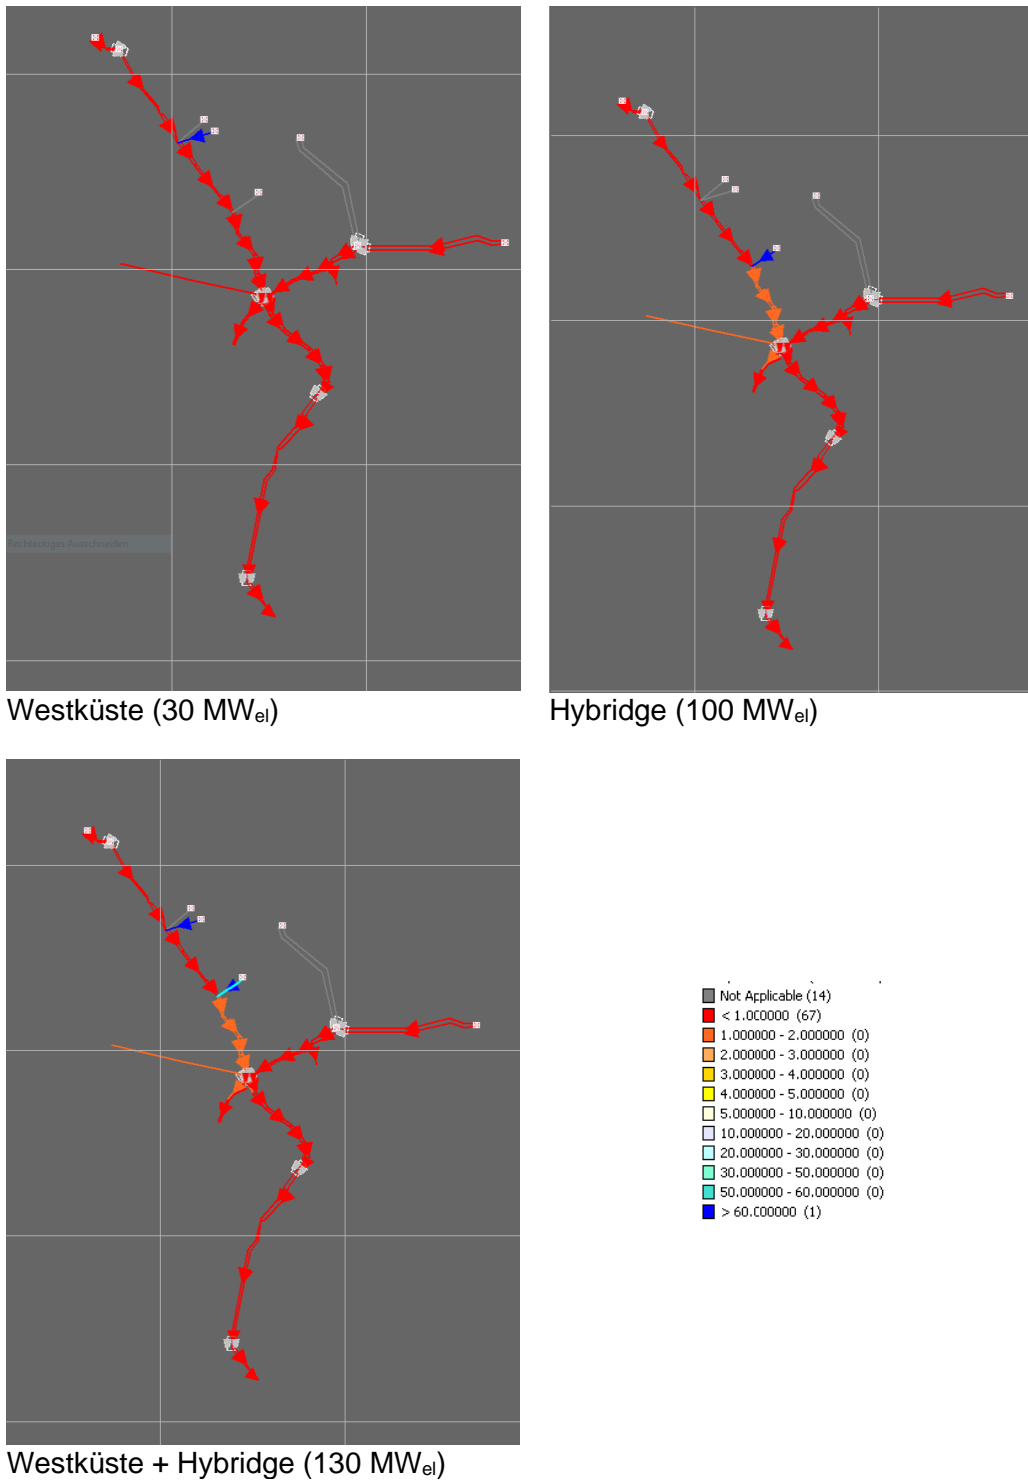 Rechteckiges Ausschneiden
Westküste (30 MWel)
Hybridge (100 MWel)
Not Applicable (14)
< 1.000000 (67)
1.000000 - 2.000000 (0)
2.000000 - 3.000000 (0)
3.000000 - 4.000000 (0)
4.000000 - 5.000000 (0)
5.000000 - 10.000000 (0)
10.000000 - 20.000000 (0)
20.000000 - 30.000000 (0)
30.000000 - 50.000000 (0)
50.000000 - 60.000000 (0)
> 60.000000 (1)
Westküste + Hybridge (130 MWel)